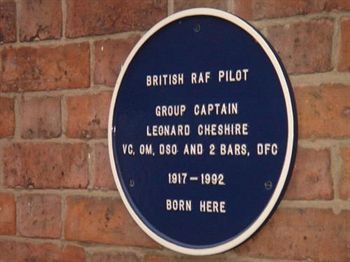 BRITISH RAF PILOT
GROUP CAPTAIN
LEONARD CHESHIRE
VC, OM, DSO AND 2 BARS, DFC
1917-1992
BORN HERE